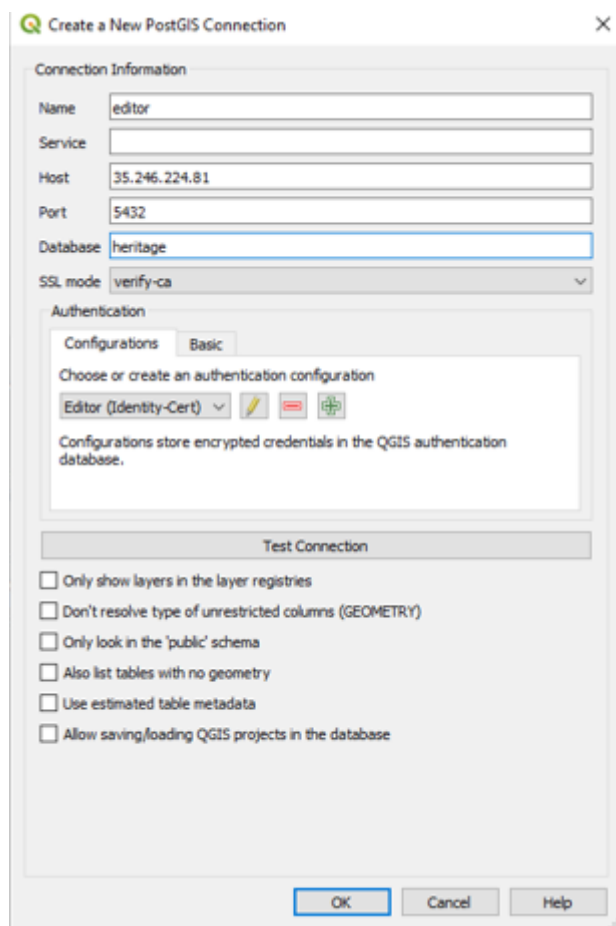 Create a New PostGIS Connection
Connection Information
Name editor
Service
Host 35.246.224.81
Port 5432
Database heritage
SSL mode verify-ca
Authentication
Configurations Basic
Choose or create an authentication configuration
Editor (Identity-Cert)
Configurations store encrypted credentials in the QGIS authentication
database.
Test Connection
Only show layers in the layer registries
Don't resolve type of unrestricted columns (GEOMETRY)
Only look in the 'public' schema
Also list tables with no geometry
Use estimated table metadata
Allow saving/loading QGIS projects in the database
OK Cancel Help